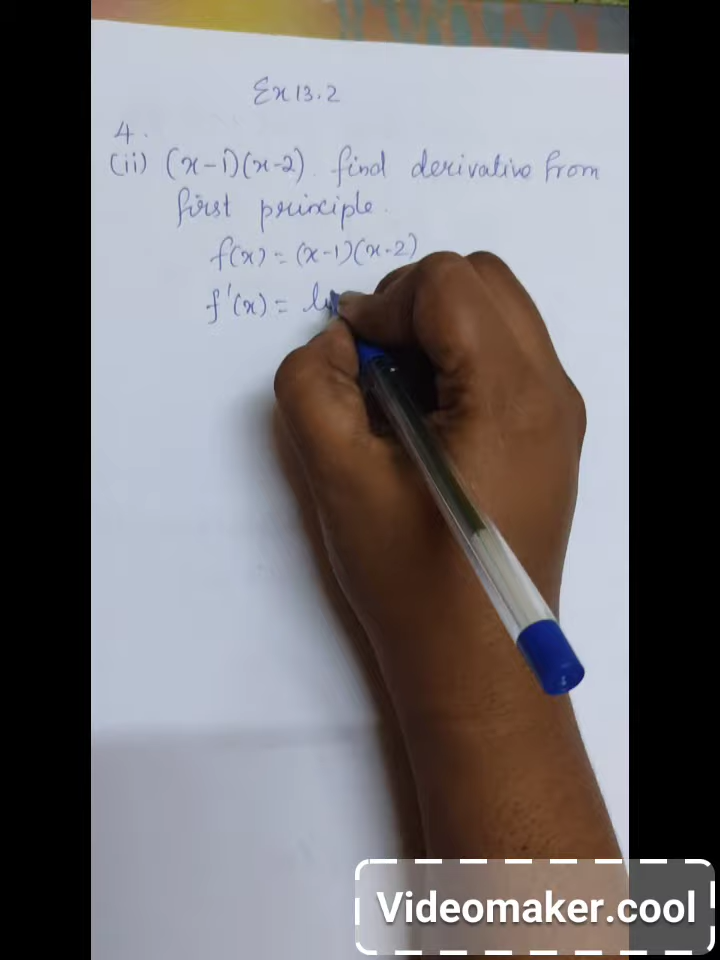 Ex 13.2
4.
(ii) (x-1)(x-2). find derivative from
first principle.
f(x) = (x-1)(x-2)
f'(x) =
Videomaker.cool